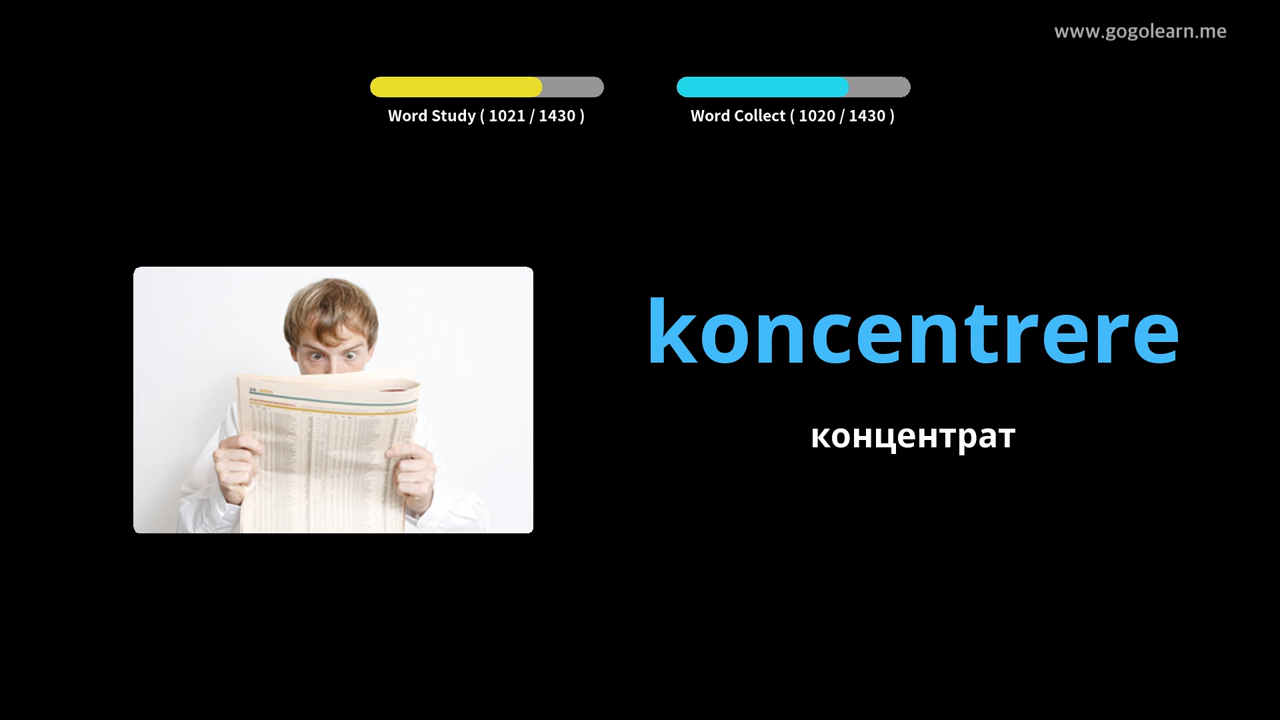 www.gogolearn.me
Word Study ( 1021 / 1430 )
Word Collect ( 1020 / 1430 )
koncentrere
концентрат